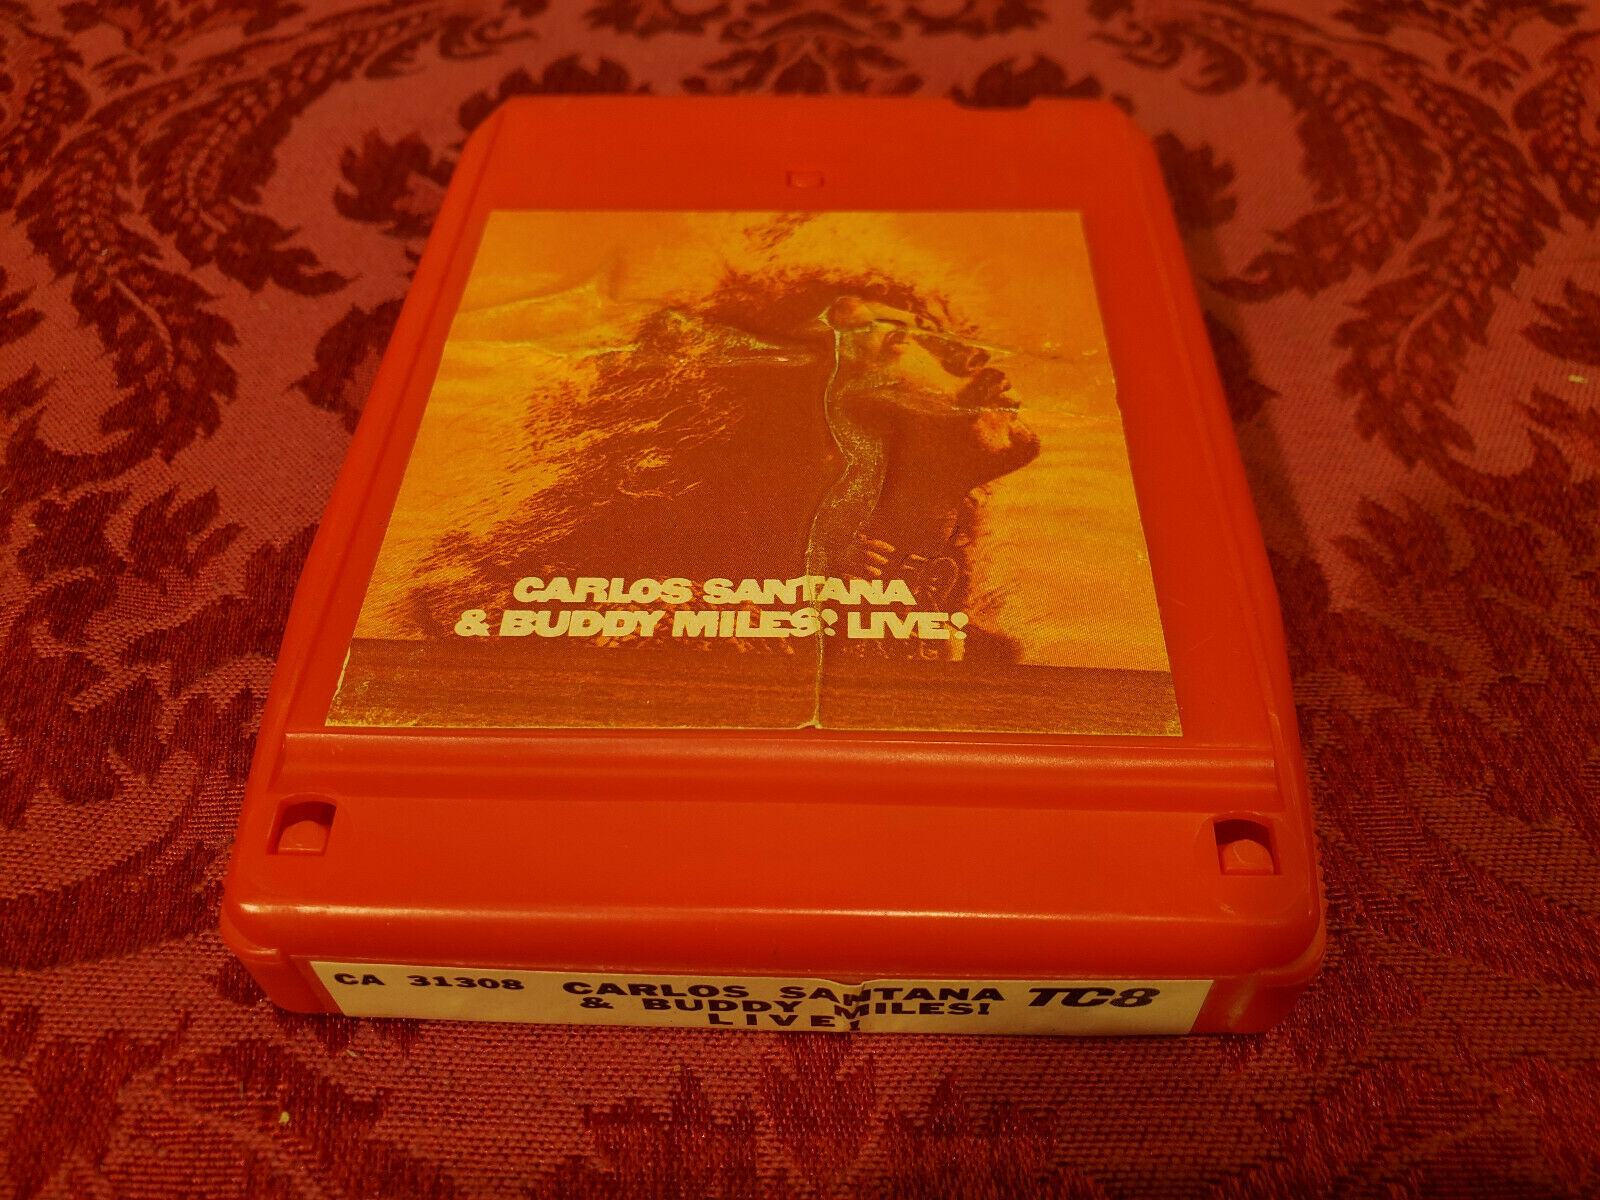 CARLOS SANTANA
& BUDDY MILES! LIVE!
CA 31308 CARLOS SANTANA TC8
& BUDDY MILES!
LIVE!